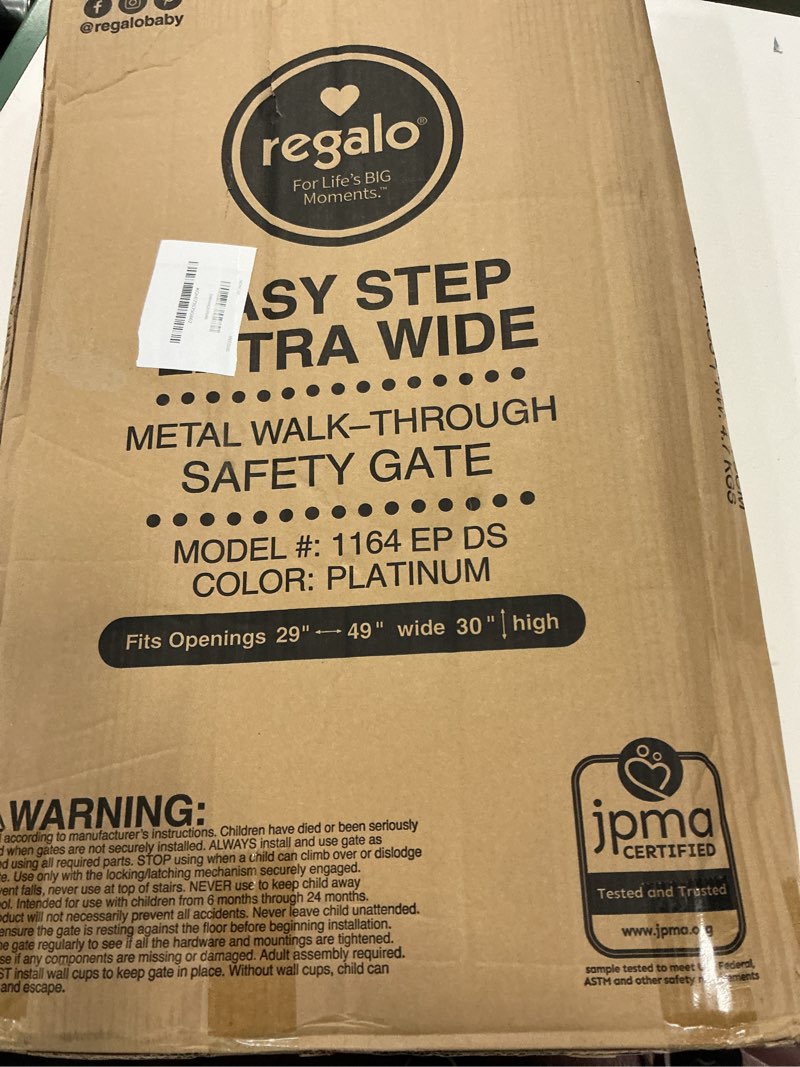 @regalobaby
regalo®
For Life's BIG
Moments.™
ASY STEP
TRA WIDE
METAL WALK-THROUGH
SAFETY GATE
MODEL #: 1164 EP DS
COLOR: PLATINUM
Fits Openings 29" ↔ 49" wide 30" ↕ high
WARNING:
according to manufacturer's instructions. Children have died or been seriously
when gates are not securely installed. ALWAYS install and use gate as
using all required parts. STOP using when a child can climb over or dislodge
Use only with the locking/latching mechanism securely engaged.
falls, never use at top of stairs. NEVER use to keep child away
Intended for use with children from 6 months through 24 months.
will not necessarily prevent all accidents. Never leave child unattended.
ensure the gate is resting against the floor before beginning installation.
gate regularly to see if all the hardware and mountings are tightened.
if any components are missing or damaged. Adult assembly required.
install wall cups to keep gate in place. Without wall cups, child can
and escape.
jpma
CERTIFIED
Tested and Trusted
www.jpma.org
sample tested to meet Federal,
ASTM and other safety
4.7 KGS